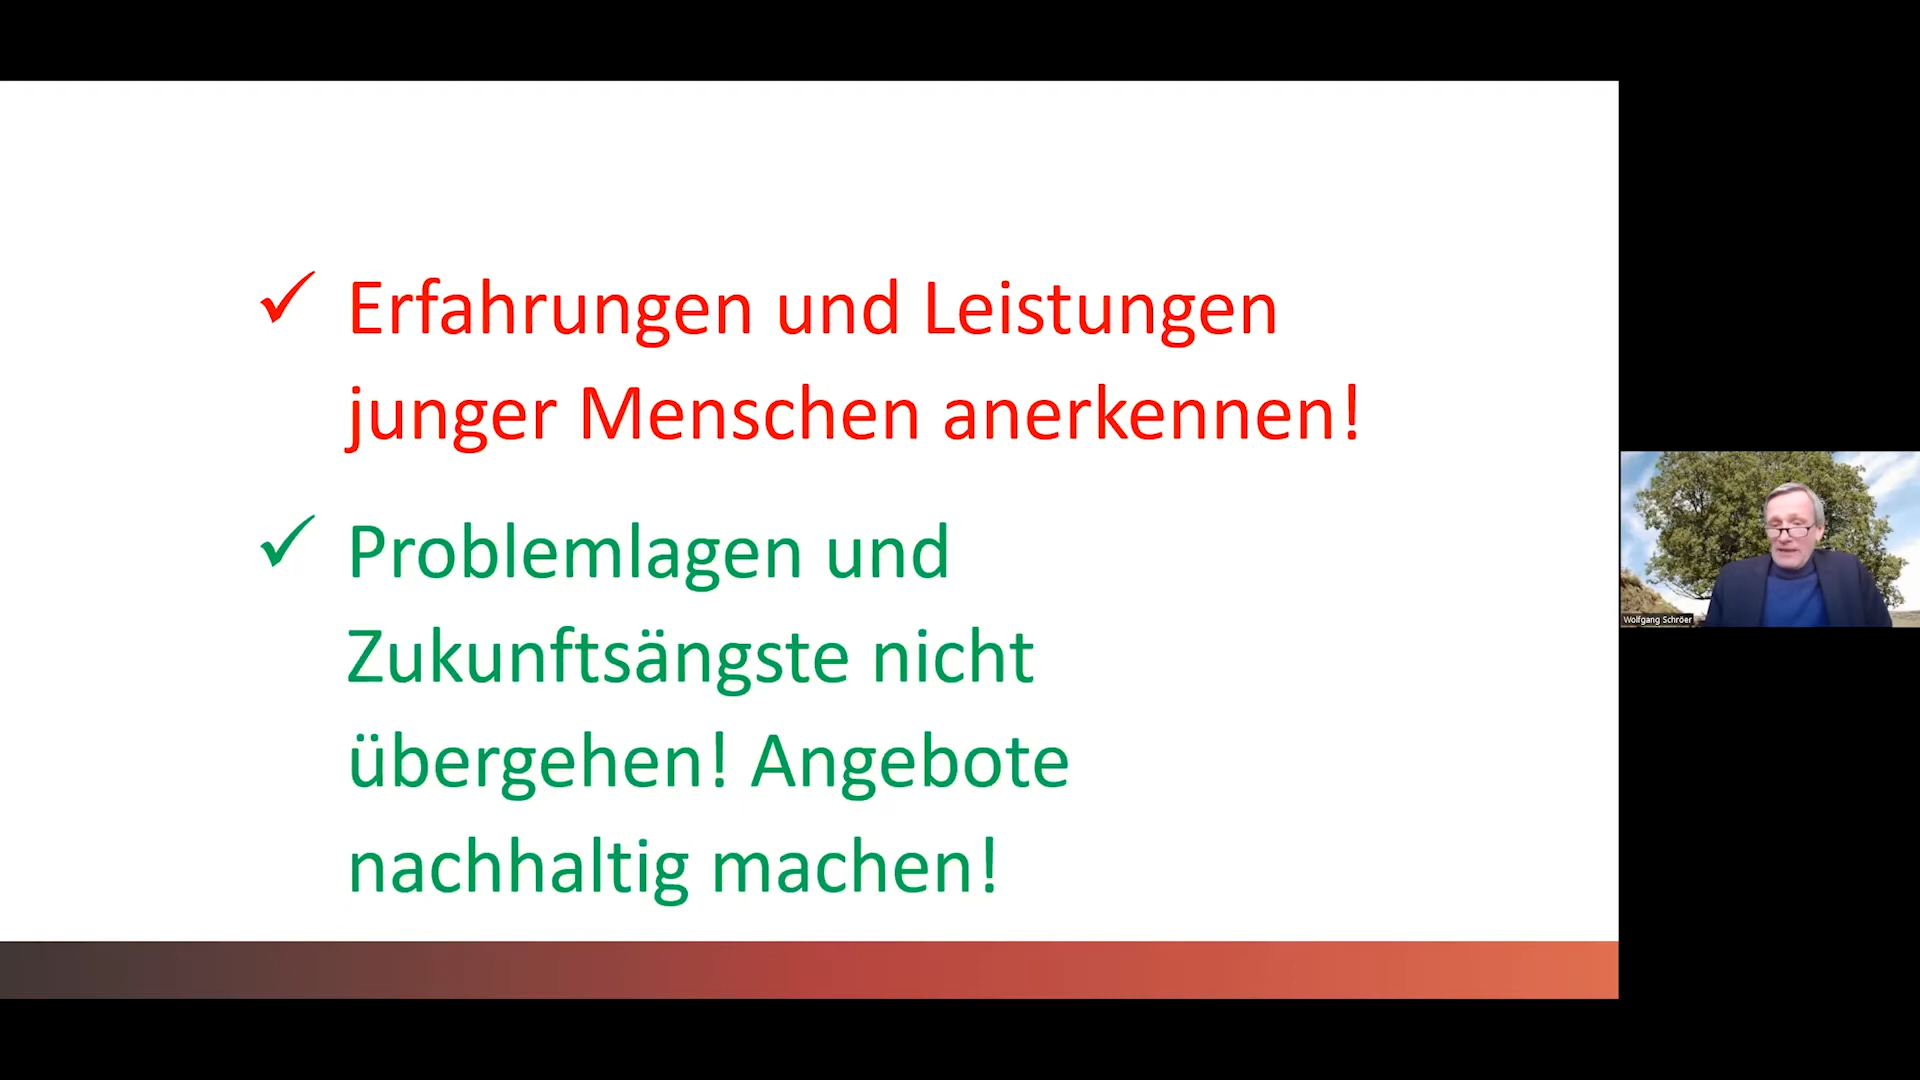 Erfahrungen und Leistungen
junger Menschen anerkennen!
Problemlagen und
Zukunftsängste nicht
übergehen! Angebote
nachhaltig machen!
Wolfgang Schröer